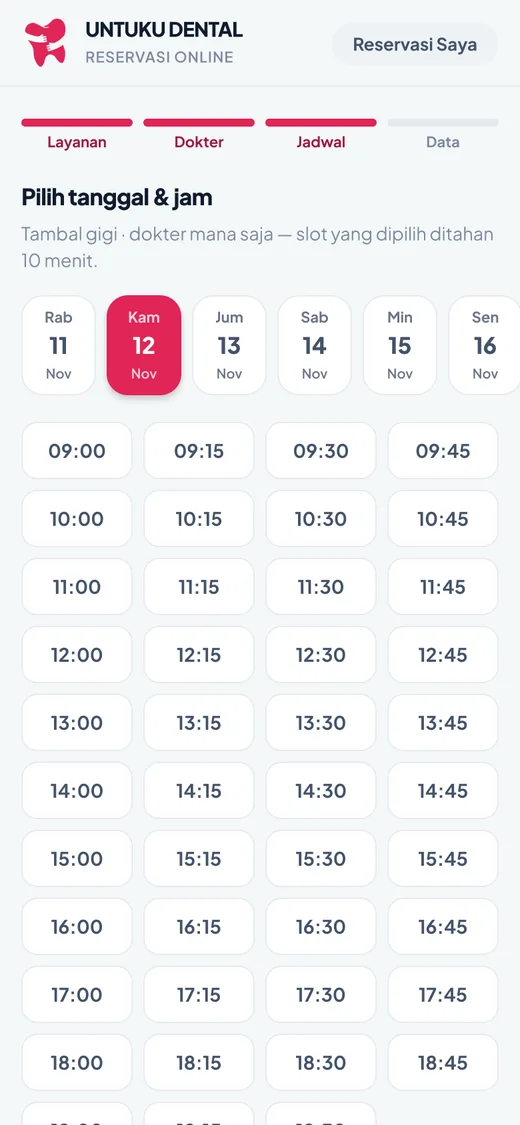 UNTUKU DENTAL
RESERVASI ONLINE
Reservasi Saya
Layanan Dokter Jadwal Data
Pilih tanggal & jam
Tambal gigi · dokter mana saja — slot yang dipilih ditahan
10 menit.
Rab Kam Jum Sab Min Sen
11 12 13 14 15 16
Nov Nov Nov Nov Nov Nov
09:00 09:15 09:30 09:45
10:00 10:15 10:30 10:45
11:00 11:15 11:30 11:45
12:00 12:15 12:30 12:45
13:00 13:15 13:30 13:45
14:00 14:15 14:30 14:45
15:00 15:15 15:30 15:45
16:00 16:15 16:30 16:45
17:00 17:15 17:30 17:45
18:00 18:15 18:30 18:45